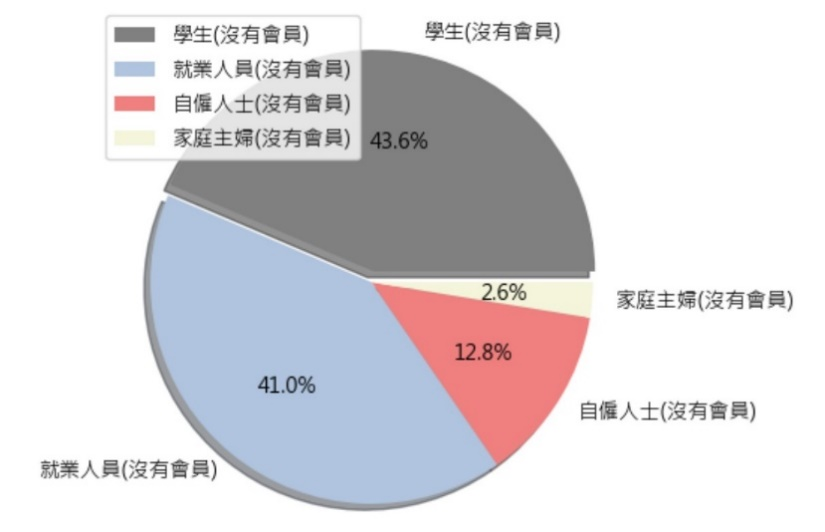 學生(沒有會員)
就業人員(沒有會員)
自僱人士(沒有會員)
家庭主婦(沒有會員)
學生(沒有會員)
43.6%
2.6%
家庭主婦(沒有會員)
12.8%
41.0%
自僱人士(沒有會員)
就業人員(沒有會員)